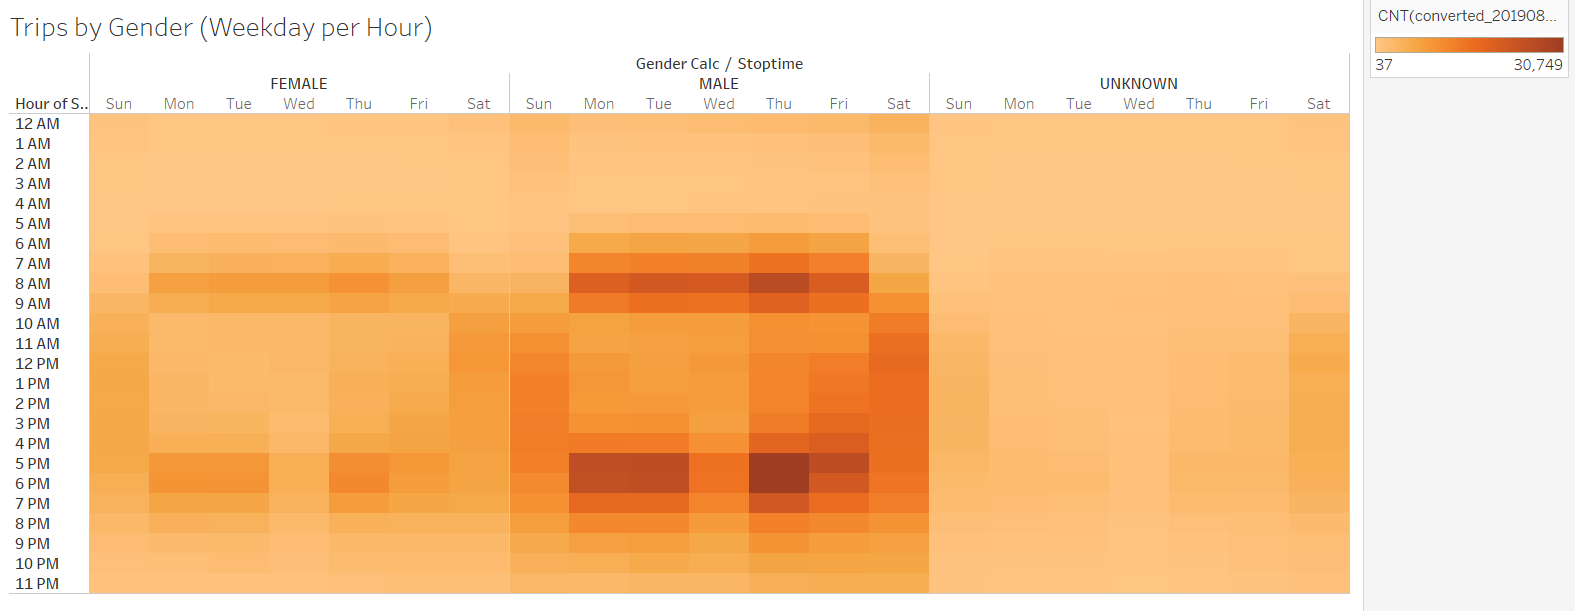 Trips by Gender (Weekday per Hour)
CNT(converted_201908...
37 30,749
Gender Calc / Stoptime
FEMALE MALE UNKNOWN
Hour of S.. Sun Mon Tue Wed Thu Fri Sat Sun Mon Tue Wed Thu Fri Sat Sun Mon Tue Wed Thu Fri Sat
12 AM
1 AM
2 AM
3 AM
4 AM
5 AM
6 AM
7 AM
8 AM
9 AM
10 AM
11 AM
12 PM
1 PM
2 PM
3 PM
4 PM
5 PM
6 PM
7 PM
8 PM
9 PM
10 PM
11 PM